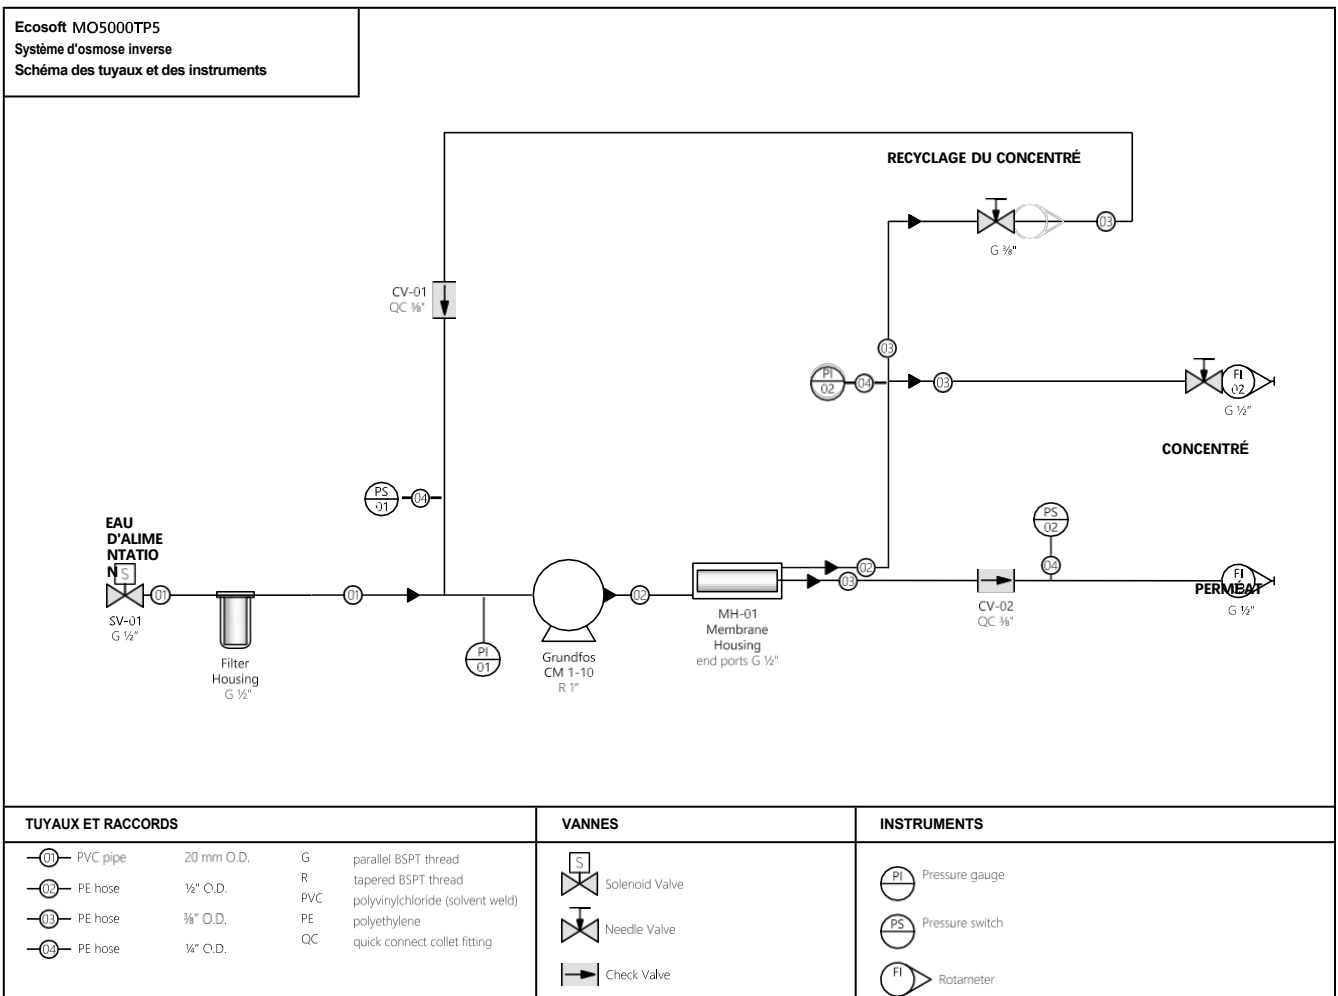 Ecosoft MO5000TP5
Système d'osmose inverse
Schéma des tuyaux et des instruments
RECYCLAGE DU CONCENTRÉ
03
G ⅜"
CV-01
QC ⅜"
03
PI
02
04
03
FI
02
G ½"
CONCENTRÉ
PS
01
04
PS
02
04
EAU
D'ALIME
NTATIO
N
S
01
01
SV-01
G ½"
Filter
Housing
G ½"
PI
01
Grundfos
CM 1-10
R 1"
02
02
03
MH-01
Membrane
Housing
end ports G ½"
CV-02
QC ⅜"
FI
PERMÉAT
G ½"
TUYAUX ET RACCORDS
01 PVC pipe 20 mm O.D.
02 PE hose ½" O.D.
03 PE hose ⅜" O.D.
04 PE hose ¼" O.D.
G parallel BSPT thread
R tapered BSPT thread
PVC polyvinylchloride (solvent weld)
PE polyethylene
QC quick connect collet fitting
VANNES
S
Solenoid Valve
Needle Valve
Check Valve
INSTRUMENTS
PI Pressure gauge
PS Pressure switch
FI Rotameter